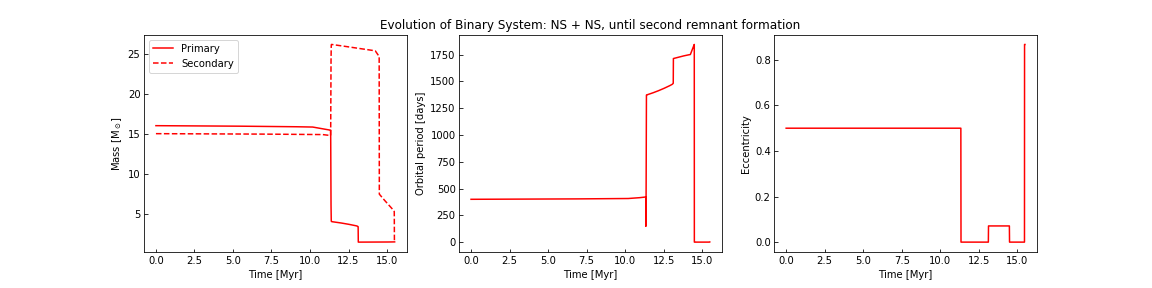 Evolution of Binary System: NS + NS, until second remnant formation
Primary
Secondary
Mass [M⊙]
25
20
15
10
5
0.0 2.5 5.0 7.5 10.0 12.5 15.0
Time [Myr]
Orbital period [days]
1750
1500
1250
1000
750
500
250
0
0.0 2.5 5.0 7.5 10.0 12.5 15.0
Time [Myr]
Eccentricity
0.8
0.6
0.4
0.2
0.0
0.0 2.5 5.0 7.5 10.0 12.5 15.0
Time [Myr]